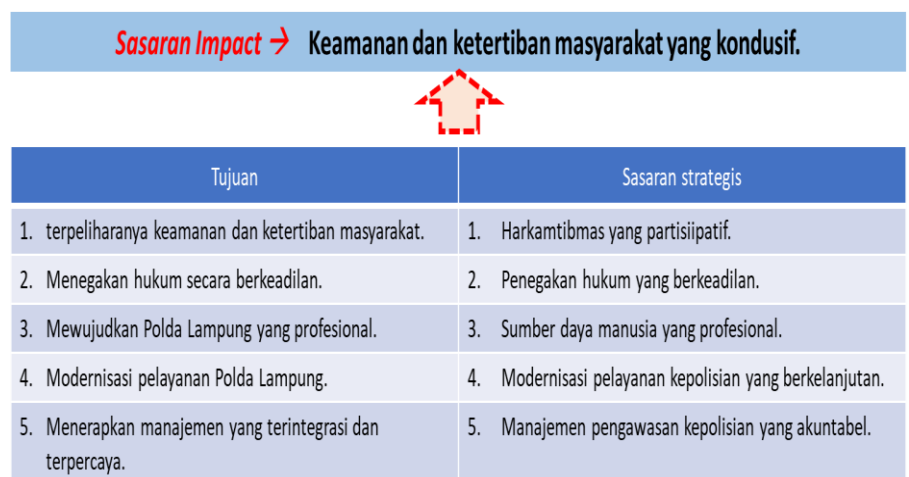 Sasaran Impact → Keamanan dan ketertiban masyarakat yang kondusif.
Tujuan
Sasaran strategis
1. terpeliharanya keamanan dan ketertiban masyarakat.
1. Harkamtibmas yang partisiipatif.
2. Menegakan hukum secara berkeadilan.
2. Penegakan hukum yang berkeadilan.
3. Mewujudkan Polda Lampung yang profesional.
3. Sumber daya manusia yang profesional.
4. Modernisasi pelayanan Polda Lampung.
4. Modernisasi pelayanan kepolisian yang berkelanjutan.
5. Menerapkan manajemen yang terintegrasi dan
terpercaya.
5. Manajemen pengawasan kepolisian yang akuntabel.